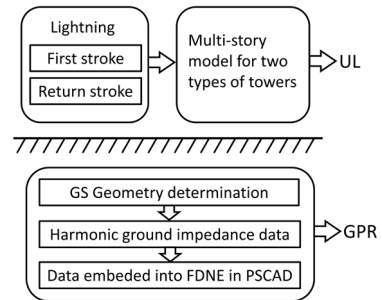 Lightning
First stroke
Return stroke
Multi-story
model for two
types of towers
UL
GS Geometry determination
Harmonic ground impedance data
Data embeded into FDNE in PSCAD
GPR